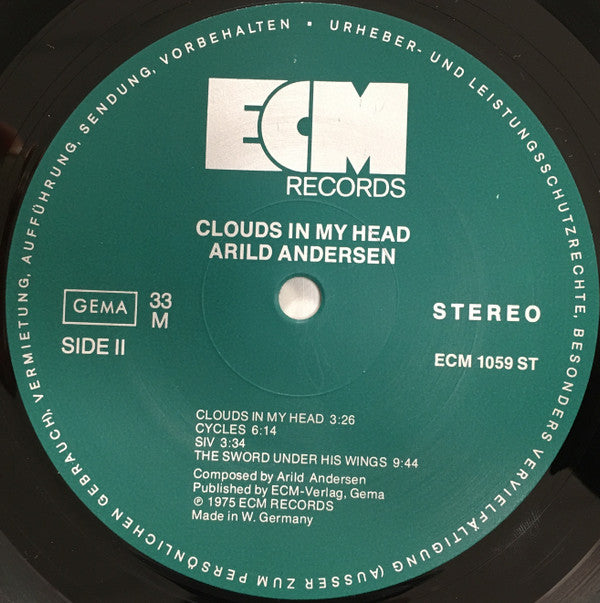 ECM
RECORDS
CLOUDS IN MY HEAD
ARILD ANDERSEN
GEMA
33
M
SIDE II
STEREO
ECM 1059 ST
CLOUDS IN MY HEAD 3:26
CYCLES 6:14
SIV 3:34
THE SWORD UNDER HIS WINGS 9:44
Composed by Arild Andersen
Published by ECM-Verlag, Gema
℗ 1975 ECM RECORDS
Made in W. Germany
▪ URHEBER- UND LEISTUNGSSCHUTZRECHTE, BESONDERS VERVIELFÄLTIGUNG (AUSSER ZUM PERSÖNLICHEN GEBRAUCH), VERMIETUNG, AUFFÜHRUNG, SENDUNG, VORBEHALTEN